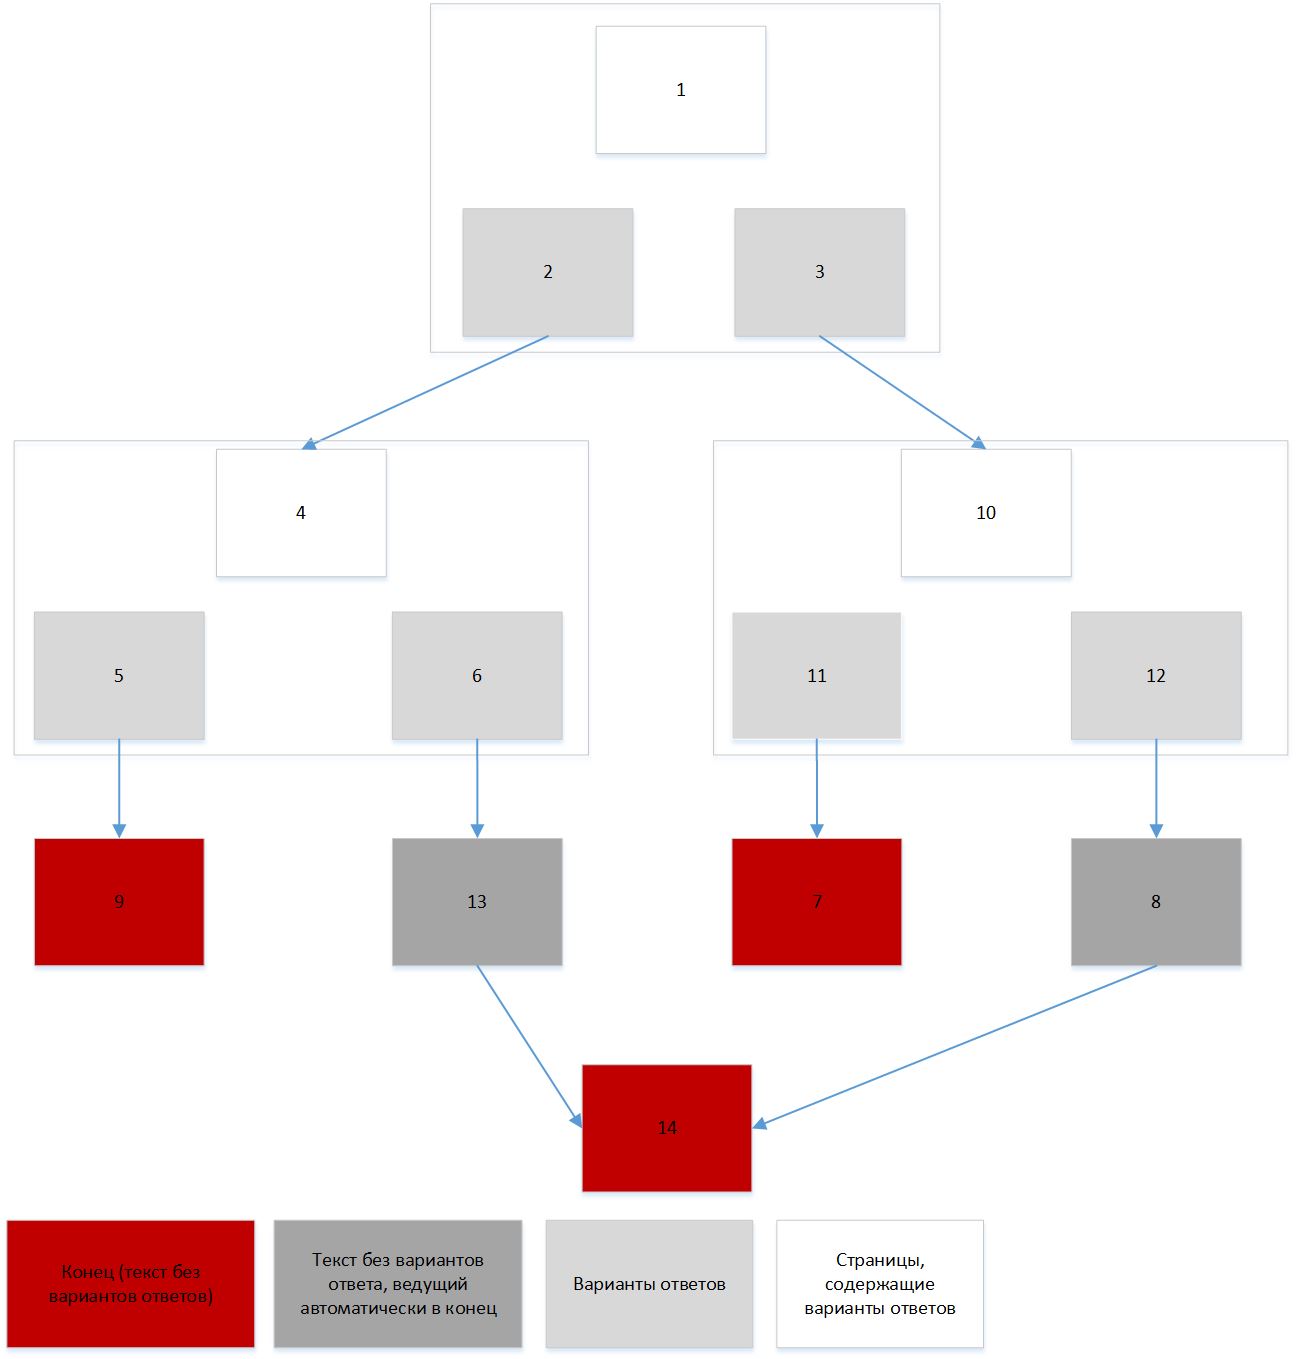 1
2
3
4
10
5
6
11
12
9
13
7
8
14
Конец (текст без
вариантов ответов)
Текст без вариантов
ответа, ведущий
автоматически в конец
Варианты ответов
Страницы,
содержащие
варианты ответов